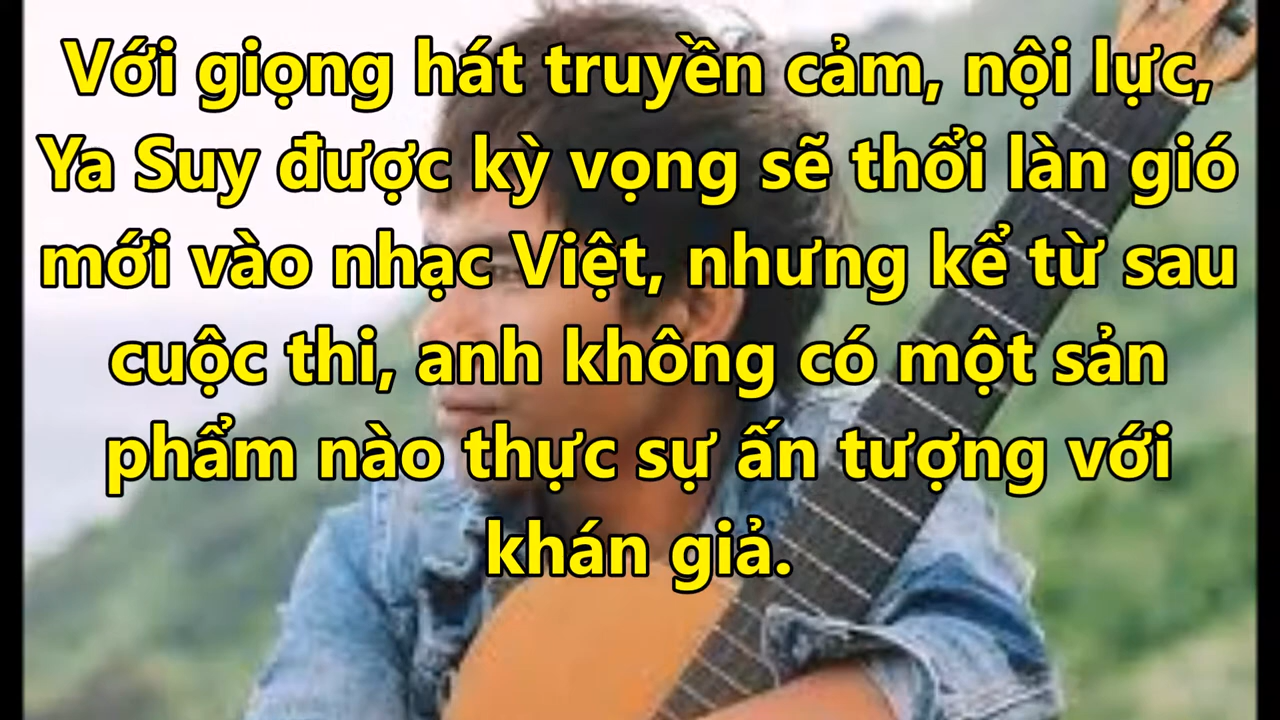 Với giọng hát truyền cảm, nội lực,
Ya Suy được kỳ vọng sẽ thổi làn gió
mới vào nhạc Việt, nhưng kể từ sau
cuộc thi, anh không có một sản
phẩm nào thực sự ấn tượng với
khán giả.